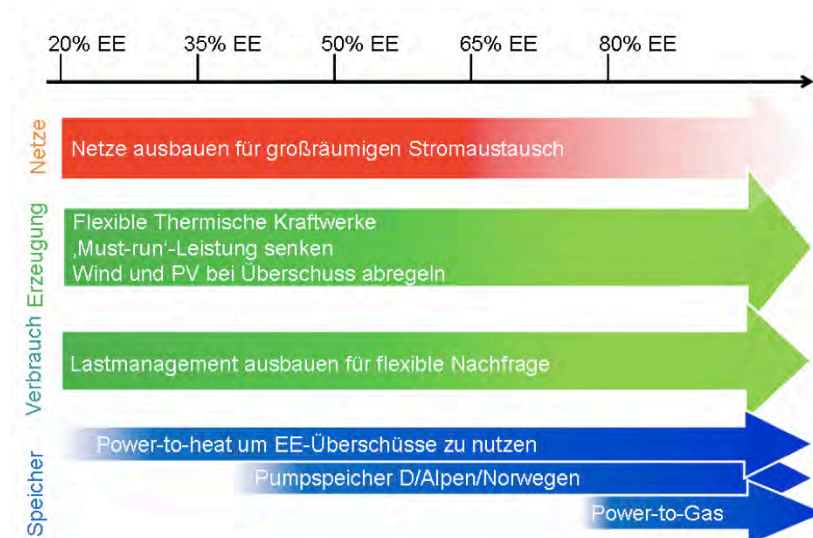 20% EE 35% EE 50% EE 65% EE 80% EE
Netze
Netze ausbauen für großräumigen Stromaustausch
Erzeugung
Flexible Thermische Kraftwerke
‚Must-run'-Leistung senken
Wind und PV bei Überschuss abregeln
Verbrauch
Lastmanagement ausbauen für flexible Nachfrage
Speicher
Power-to-heat um EE-Überschüsse zu nutzen
Pumpspeicher D/Alpen/Norwegen
Power-to-Gas